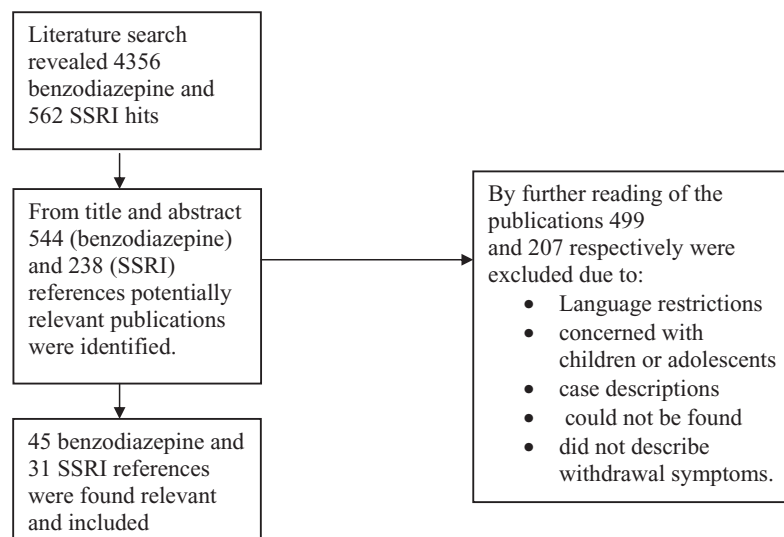 Literature search
revealed 4356
benzodiazepine and
562 SSRI hits
From title and abstract
544 (benzodiazepine)
and 238 (SSRI)
references potentially
relevant publications
were identified.
By further reading of the
publications 499
and 207 respectively were
excluded due to:
• Language restrictions
• concerned with
children or adolescents
• case descriptions
• could not be found
• did not describe
withdrawal symptoms.
45 benzodiazepine and
31 SSRI references
were found relevant
and included